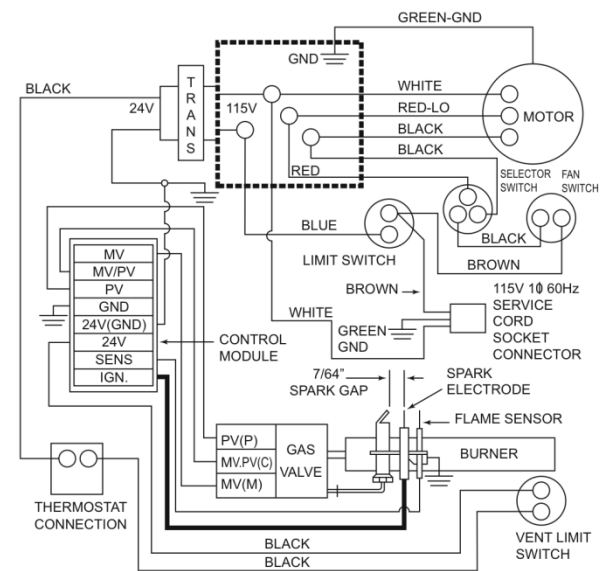 GREEN-GND
GND
BLACK
TRANS
24V
115V
WHITE
RED-LO
MOTOR
BLACK
BLACK
RED
SELECTOR
SWITCH
FAN
SWITCH
BLUE
LIMIT SWITCH
BLACK
BROWN
MV
MV/PV
PV
GND
24V(GND)
24V
SENS
IGN.
CONTROL
MODULE
BROWN
WHITE
GREEN
GND
115V 1ϕ 60Hz
SERVICE
CORD
SOCKET
CONNECTOR
7/64"
SPARK GAP
SPARK
ELECTRODE
FLAME SENSOR
PV(P)
MV.PV(C)
MV(M)
GAS
VALVE
BURNER
THERMOSTAT
CONNECTION
BLACK
BLACK
VENT LIMIT
SWITCH